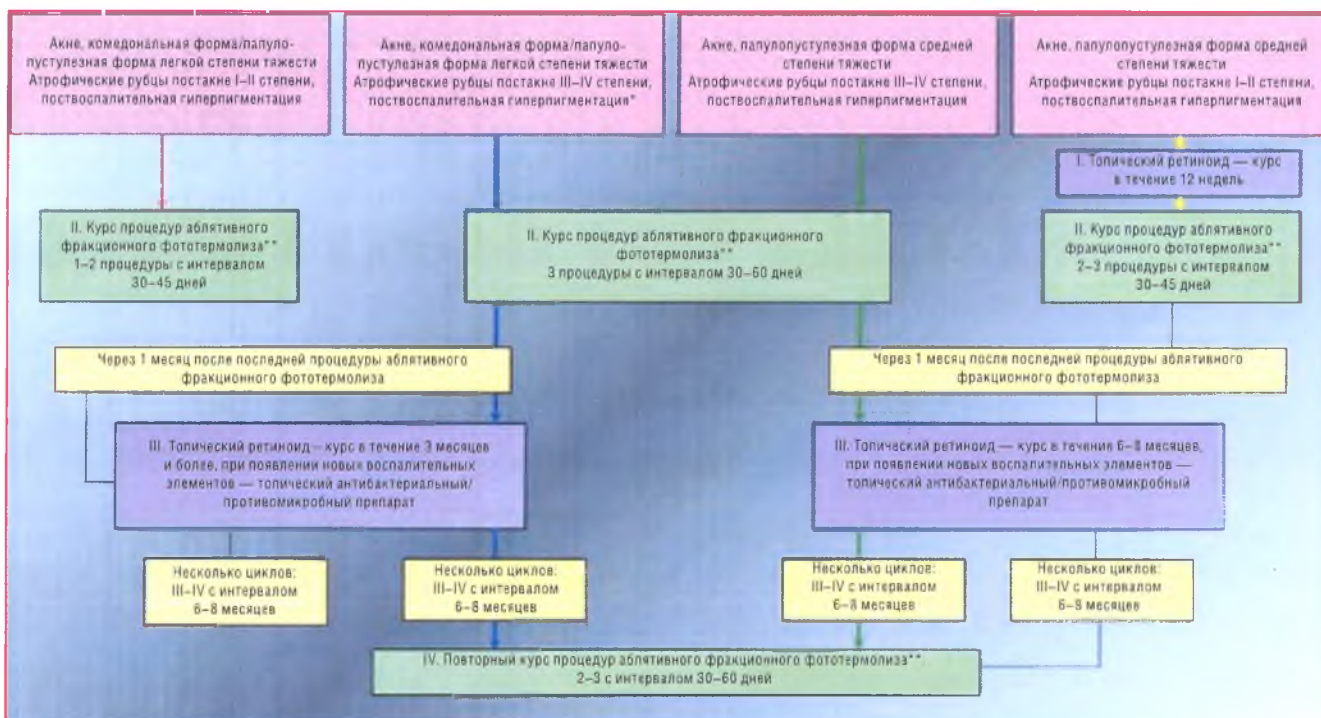 Акне, комедональная форма/папуло-
пустулезная форма легкой степени тяжести
Атрофические рубцы постакне I–II степени,
поствоспалительная гиперпигментация
Акне, комедональная форма/папуло-
пустулезная форма легкой степени тяжести
Атрофические рубцы постакне III–IV степени,
поствоспалительная гиперпигментация*
Акне, папулопустулезная форма средней
степени тяжести
Атрофические рубцы постакне III–IV степени,
поствоспалительная гиперпигментация
Акне, папулопустулезная форма средней
степени тяжести
Атрофические рубцы постакне I–II степени,
поствоспалительная гиперпигментация
I. Топический ретиноид — курс
в течение 12 недель
II. Курс процедур аблятивного
фракционного фототермолиза**
1–2 процедуры с интервалом
30–45 дней
II. Курс процедур аблятивного фракционного
фототермолиза**
3 процедуры с интервалом 30–60 дней
II. Курс процедур аблятивного
фракционного фототермолиза**
2–3 процедуры с интервалом
30–45 дней
Через 1 месяц после последней процедуры аблятивного
фракционного фототермолиза
Через 1 месяц после последней процедуры аблятивного
фракционного фототермолиза
III. Топический ретиноид — курс в течение 3 месяцев
и более, при появлении новых воспалительных
элементов — топический антибактериальный/
противомикробный препарат
III. Топический ретиноид — курс в течение 6–8 месяцев,
при появлении новых воспалительных элементов —
топический антибактериальный/противомикробный
препарат
Несколько циклов:
III–IV с интервалом
6–8 месяцев
Несколько циклов:
III–IV с интервалом
6–8 месяцев
Несколько циклов:
III–IV с интервалом
6–8 месяцев
Несколько циклов:
III–IV с интервалом
6–8 месяцев
IV. Повторный курс процедур аблятивного фракционного фототермолиза**
2–3 с интервалом 30–60 дней